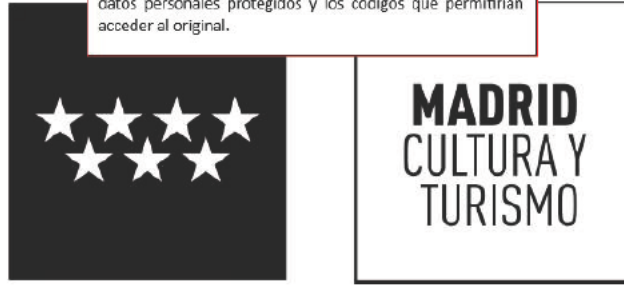 datos personales protegidos y los códigos que permitirían
acceder al original.
MADRID
CULTURA Y
TURISMO